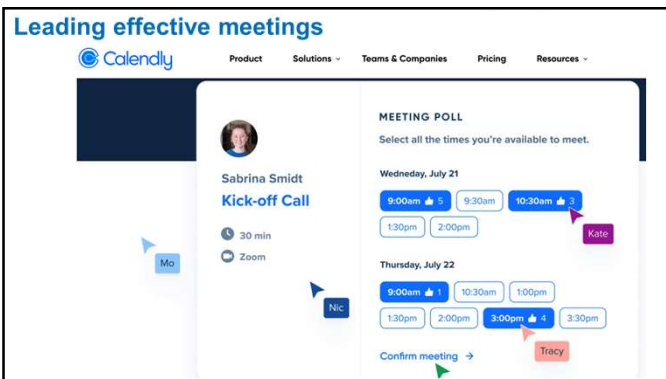 Leading effective meetings
Calendly
Product Solutions Teams & Companies Pricing Resources
MEETING POLL
Select all the times you're available to meet.
Sabrina Smidt
Kick-off Call
30 min
Zoom
Wedneday, July 21
9:00am 5 9:30am 10:30am 3
1:30pm 2:00pm
Kate
Mo
Nic
Thursday, July 22
9:00am 1 10:30am 1:00pm
1:30pm 2:00pm 3:00pm 4 3:30pm
Tracy
Confirm meeting →